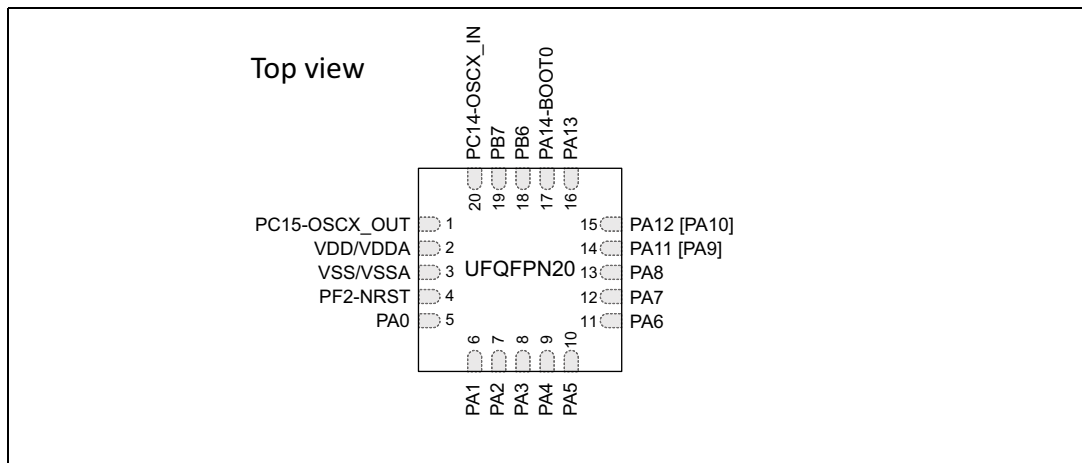 Top view
PC14-OSCX_IN
PB7
PB6
PA14-BOOT0
PA13
20
19
18
17
16
PC15-OSCX_OUT 1
VDD/VDDA 2
VSS/VSSA 3
PF2-NRST 4
PA0 5
UFQFPN20
15 PA12 [PA10]
14 PA11 [PA9]
13 PA8
12 PA7
11 PA6
6
7
8
9
10
PA1
PA2
PA3
PA4
PA5